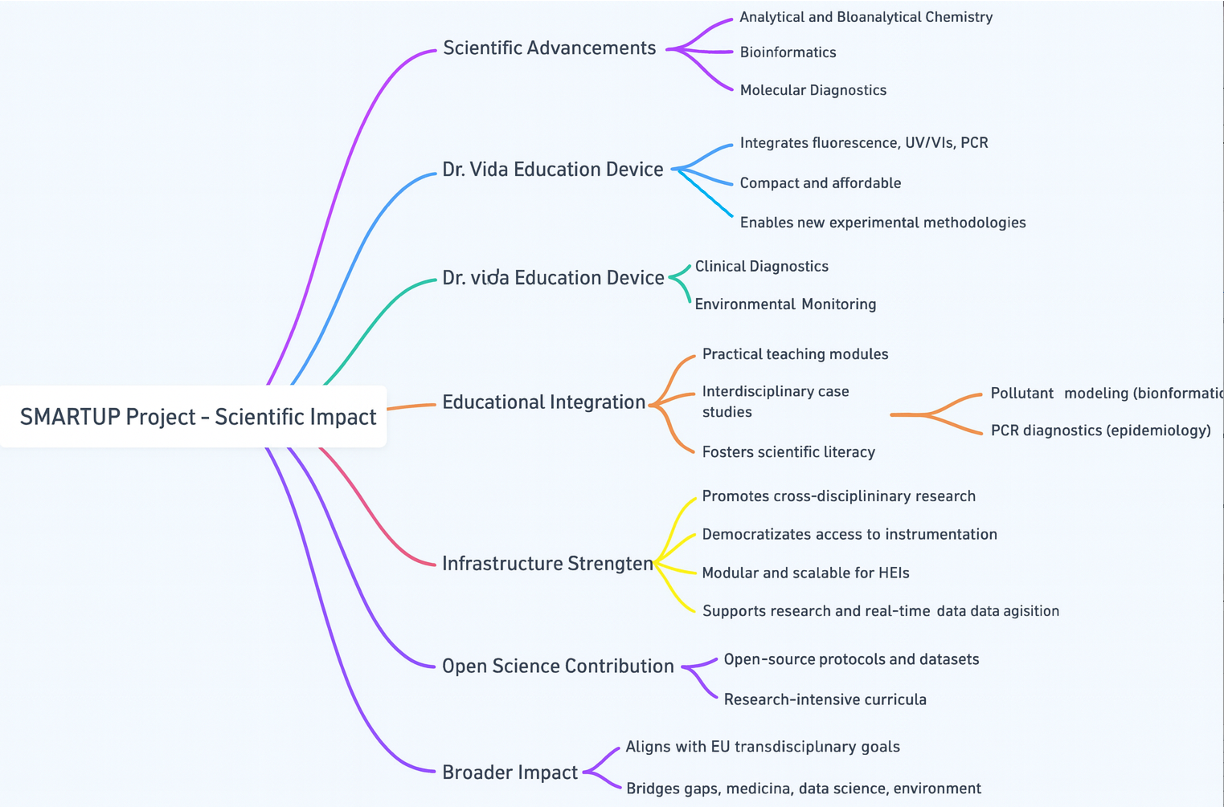 SMARTUP Project - Scientific Impact
Scientific Advancements
Analytical and Bloanalytical Chemistry
Bioinformatics
Molecular Diagnostics
Dr. Vida Education Device
Integrates fluorescence, UV/VIs, PCR
Compact and affordable
Enables new experimental methodologies
Dr. vida Education Device
Clinical Diagnostics
Environmental Monitoring
Educational Integration
Practical teaching modules
Interdisciplinary case
studies
Pollutant modeling (bionformatic
PCR diagnostics (epidemiology)
Fosters scientific literacy
Infrastructure Strengten
Promotes cross-disciplininary research
Democratizates access to instrumentation
Modular and scalable for HEIs
Supports research and real-time data data agisition
Open Science Contribution
Open-source protocols and datasets
Research-intensive curricula
Broader Impact
Aligns with EU transdisciplunary goals
Bridges gaps, medicina, data science, environment